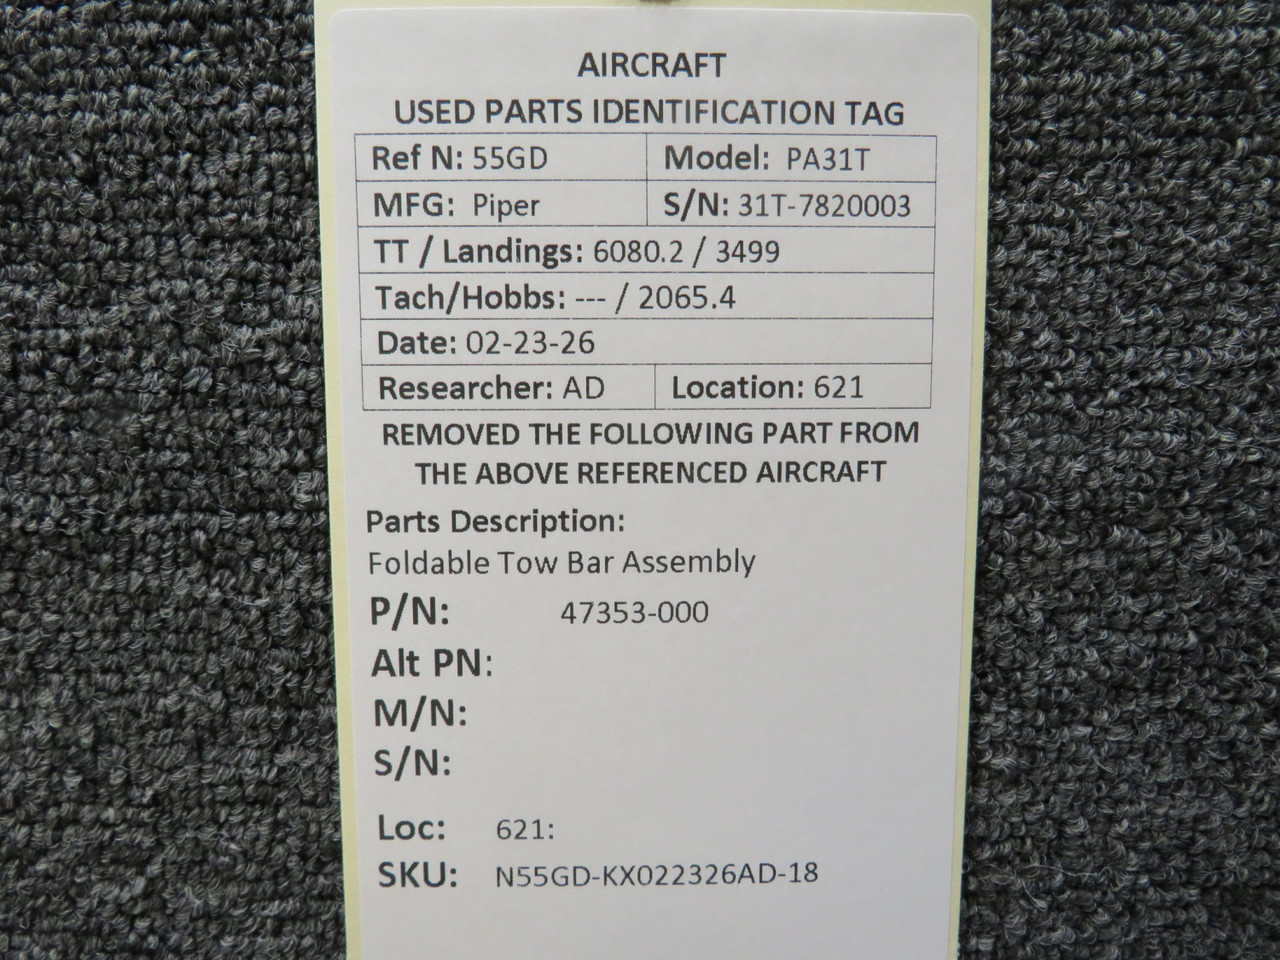 AIRCRAFT
USED PARTS IDENTIFICATION TAG
Ref N: 55GD Model: PA31T
MFG: Piper S/N: 31T-7820003
TT / Landings: 6080.2 / 3499
Tach/Hobbs: --- / 2065.4
Date: 02-23-26
Researcher: AD Location: 621
REMOVED THE FOLLOWING PART FROM
THE ABOVE REFERENCED AIRCRAFT
Parts Description:
Foldable Tow Bar Assembly
P/N: 47353-000
Alt PN:
M/N:
S/N:
Loc: 621:
SKU: N55GD-KX022326AD-18